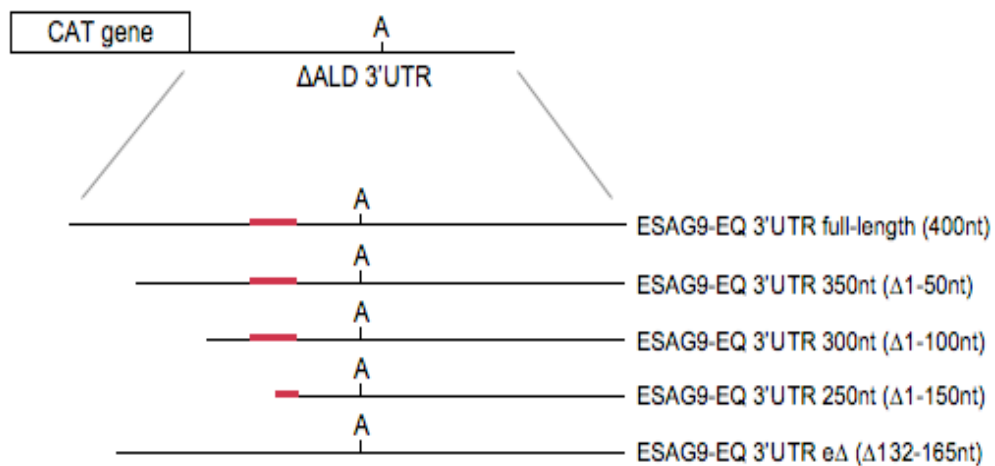 CAT gene
A
ΔALD 3'UTR
A
ESAG9-EQ 3'UTR full-length (400nt)
A
ESAG9-EQ 3'UTR 350nt (Δ1-50nt)
A
ESAG9-EQ 3'UTR 300nt (Δ1-100nt)
A
ESAG9-EQ 3'UTR 250nt (Δ1-150nt)
A
ESAG9-EQ 3'UTR eΔ (Δ132-165nt)